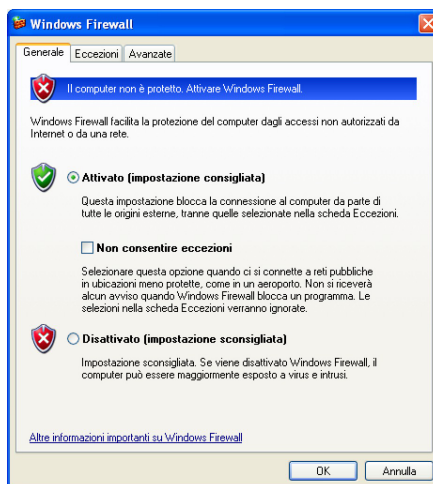 Windows Firewall
Generale Eccezioni Avanzate
Il computer non è protetto. Attivare Windows Firewall.
Windows Firewall facilita la protezione del computer dagli accessi non autorizzati da
Internet o da una rete.
Attivato (impostazione consigliata)
Questa impostazione blocca la connessione al computer da parte di
tutte le origini esterne, tranne quelle selezionate nella scheda Eccezioni.
Non consentire eccezioni
Selezionare questa opzione quando ci si connette a reti pubbliche
in ubicazioni meno protette, come in un aeroporto. Non si riceverà
alcun avviso quando Windows Firewall blocca un programma. Le
selezioni nella scheda Eccezioni verranno ignorate.
Disattivato (impostazione sconsigliata)
Impostazione sconsigliata. Se viene disattivato Windows Firewall, il
computer può essere maggiormente esposto a virus e intrusi.
Altre informazioni importanti su Windows Firewall
OK Annulla